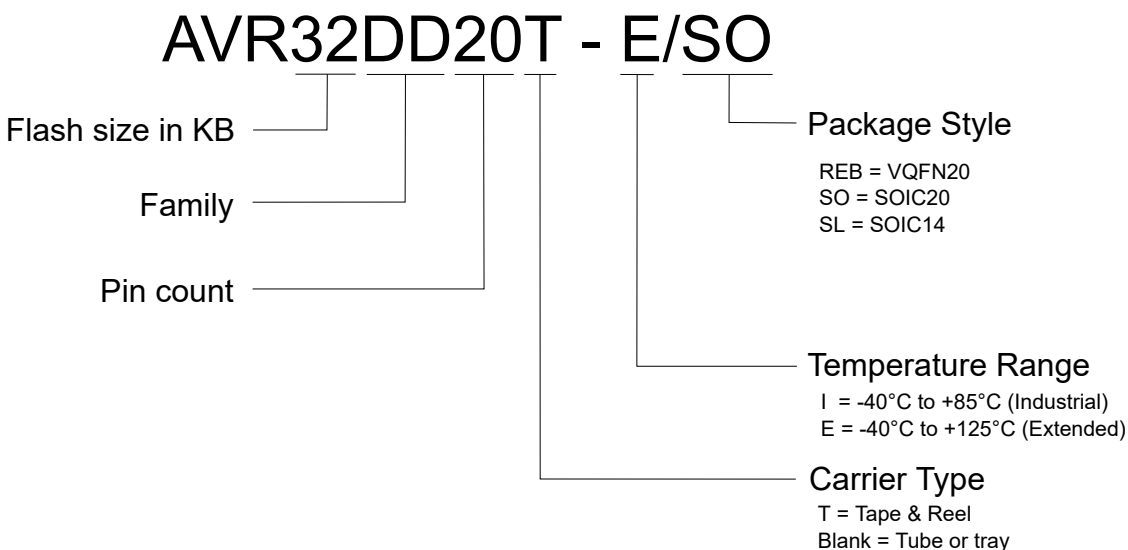 AVR32DD20T - E/SO
Flash size in KB
Family
Pin count
Package Style
REB = VQFN20
SO = SOIC20
SL = SOIC14
Temperature Range
I = -40°C to +85°C (Industrial)
E = -40°C to +125°C (Extended)
Carrier Type
T = Tape & Reel
Blank = Tube or tray